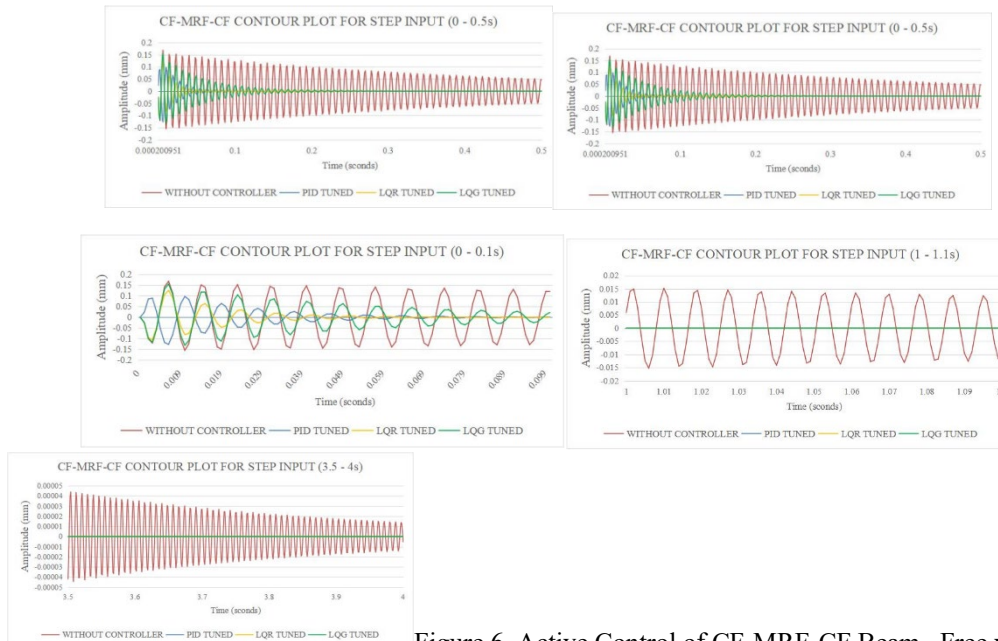 CF-MRF-CF CONTOUR PLOT FOR STEP INPUT (0 - 0.5s)
Amplitude (mm)
0.2
0.15
0.1
0.05
0
-0.05
-0.1
-0.15
-0.2
0.000200951 0.1 0.2 0.3 0.4 0.5
Time (sconds)
WITHOUT CONTROLLER PID TUNED LQR TUNED LQG TUNED
CF-MRF-CF CONTOUR PLOT FOR STEP INPUT (0 - 0.5s)
Amplitude (mm)
0.2
0.15
0.1
0.05
0
-0.05
-0.1
-0.15
-0.2
0.000200951 0.1 0.2 0.3 0.4 0.5
Time (sconds)
WITHOUT CONTROLLER PID TUNED LQR TUNED LQG TUNED
CF-MRF-CF CONTOUR PLOT FOR STEP INPUT (0 - 0.1s)
Amplitude (mm)
0.2
0.15
0.1
0.05
0
-0.05
-0.1
-0.15
-0.2
0 0.009 0.019 0.029 0.039 0.049 0.059 0.069 0.079 0.089 0.099
Time (sconds)
WITHOUT CONTROLLER PID TUNED LQR TUNED LQG TUNED
CF-MRF-CF CONTOUR PLOT FOR STEP INPUT (1 - 1.1s)
Amplitude (mm)
0.02
0.015
0.01
0.005
0
-0.005
-0.01
-0.015
-0.02
1 1.01 1.02 1.03 1.04 1.05 1.06 1.07 1.08 1.09
Time (sconds)
WITHOUT CONTROLLER PID TUNED LQR TUNED LQG TUNED
CF-MRF-CF CONTOUR PLOT FOR STEP INPUT (3.5 - 4s)
Amplitude (mm)
0.00005
0.00004
0.00003
0.00002
0.00001
0
-0.00001
-0.00002
-0.00003
-0.00004
-0.00005
3.5 3.6 3.7 3.8 3.9 4
Time (sconds)
WITHOUT CONTROLLER PID TUNED LQR TUNED LQG TUNED
Figure 6. Active Control of CF-MRF-CF Beam - Free